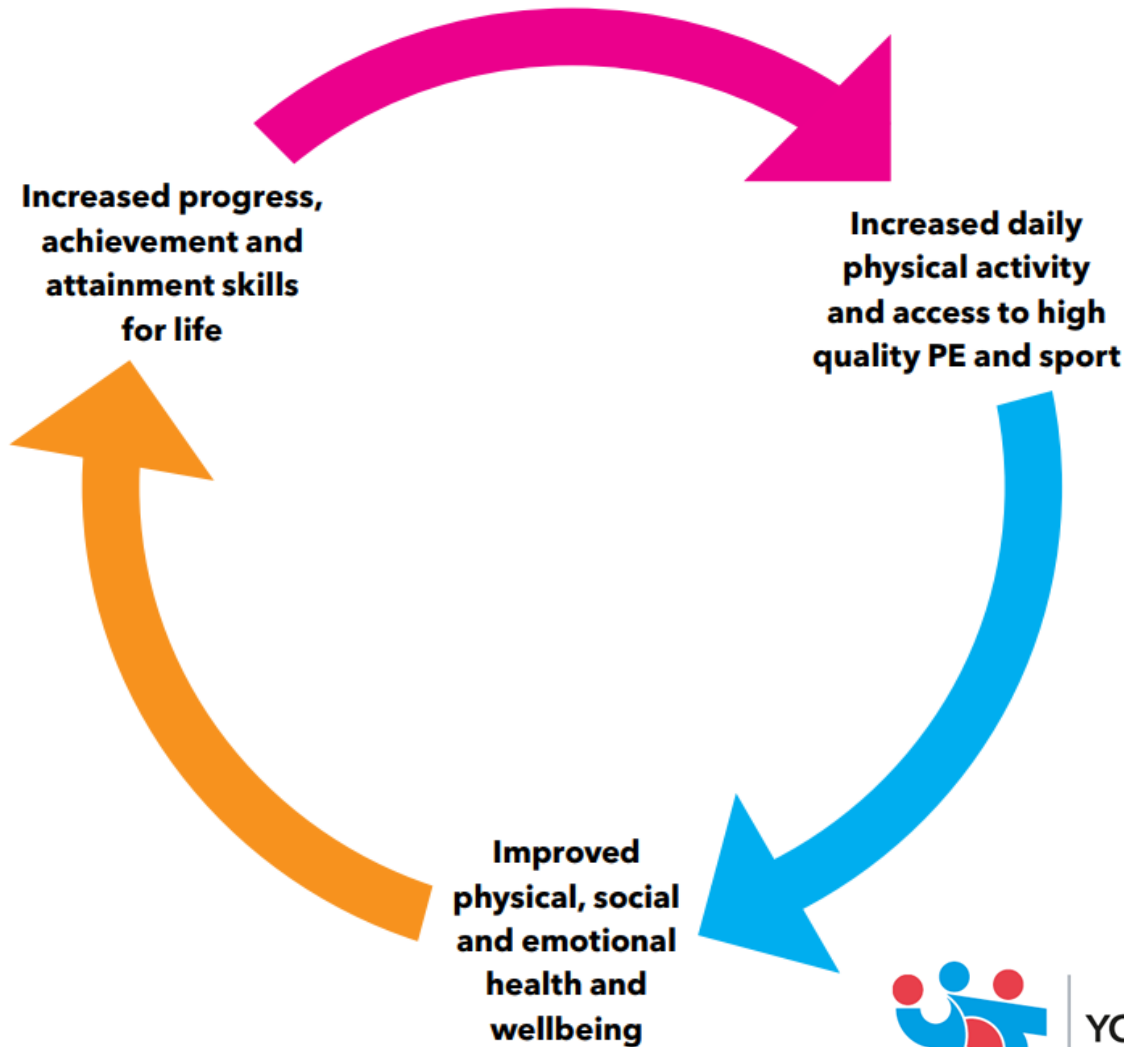 Increased progress,
achievement and
attainment skills
for life
Increased daily
physical activity
and access to high
quality PE and sport
Improved
physical, social
and emotional
health and
wellbeing